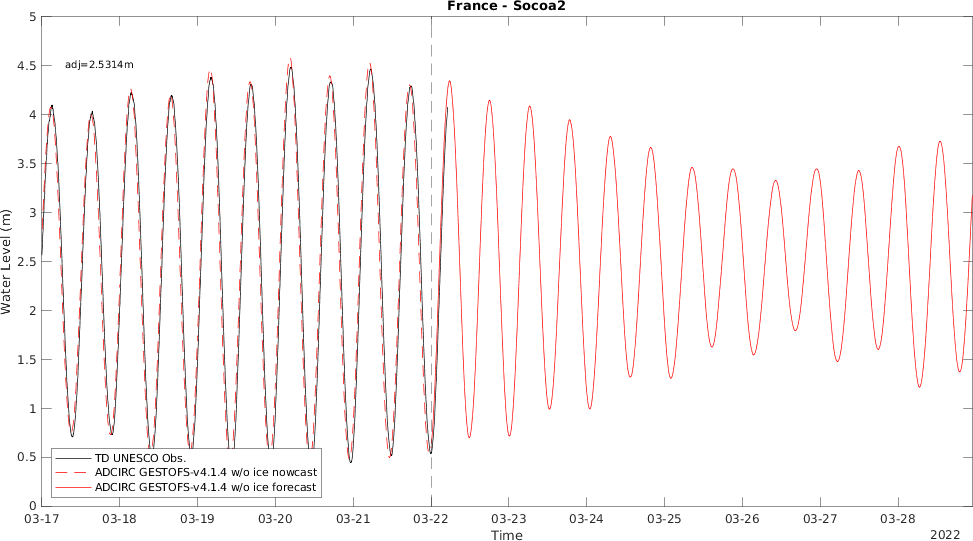 France - Socoa2
5
4.5
4
3.5
3
2.5
2
1.5
1
0.5
0
Water Level (m)
adj=2.5314m
TD UNESCO Obs.
ADCIRC GESTOFS-v4.1.4 w/o ice nowcast
ADCIRC GESTOFS-v4.1.4 w/o ice forecast
03-17 03-18 03-19 03-20 03-21 03-22 03-23 03-24 03-25 03-26 03-27 03-28
Time
2022